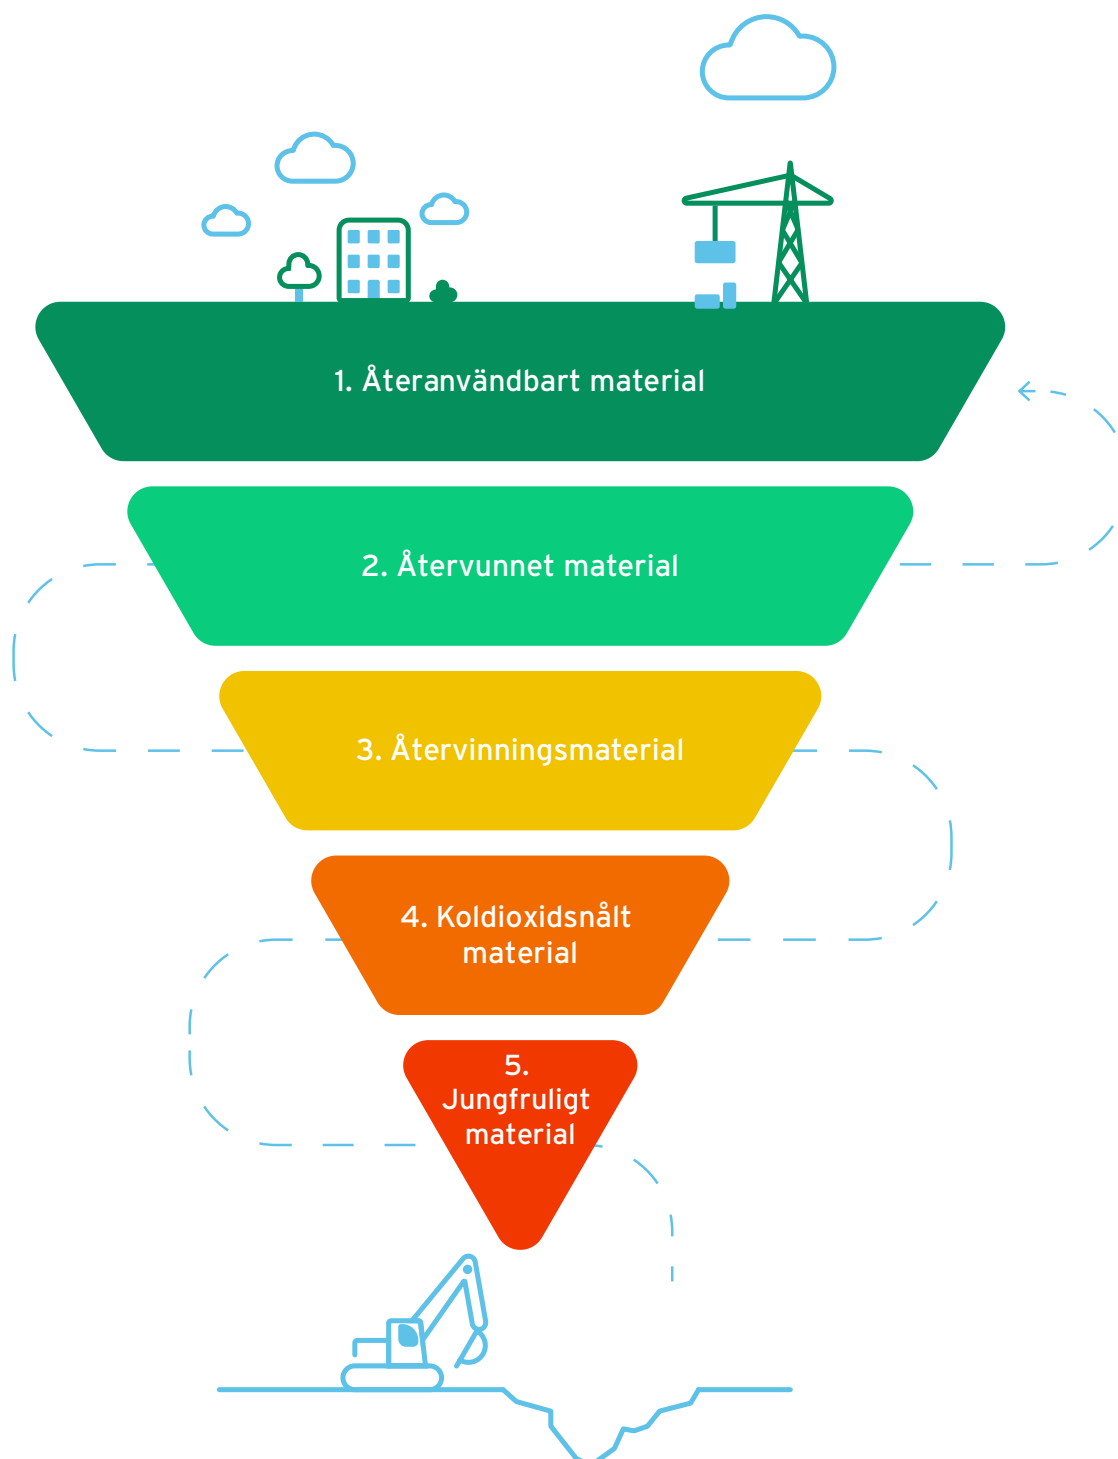 1. Återanvändbart material
2. Återvunnet material
3. Återvinningsmaterial
4. Koldioxidsnålt
material
5.
Jungfruligt
material